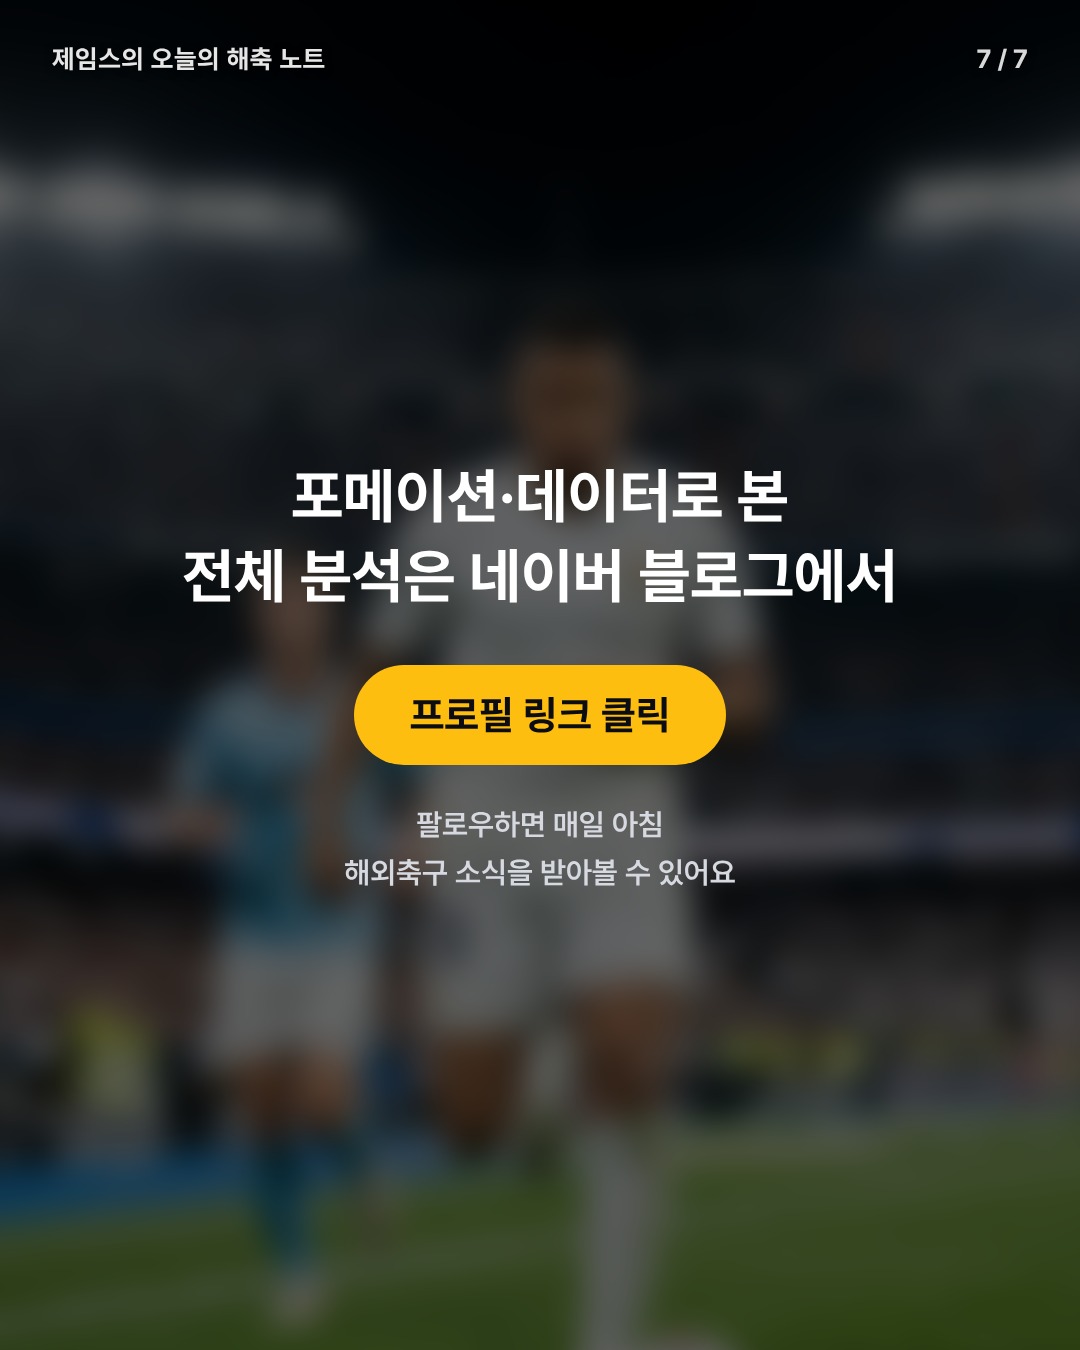 제임스의 오늘의 해축 노트
7 / 7
포메이션·데이터로 본
전체 분석은 네이버 블로그에서
프로필 링크 클릭
팔로우하면 매일 아침
해외축구 소식을 받아볼 수 있어요